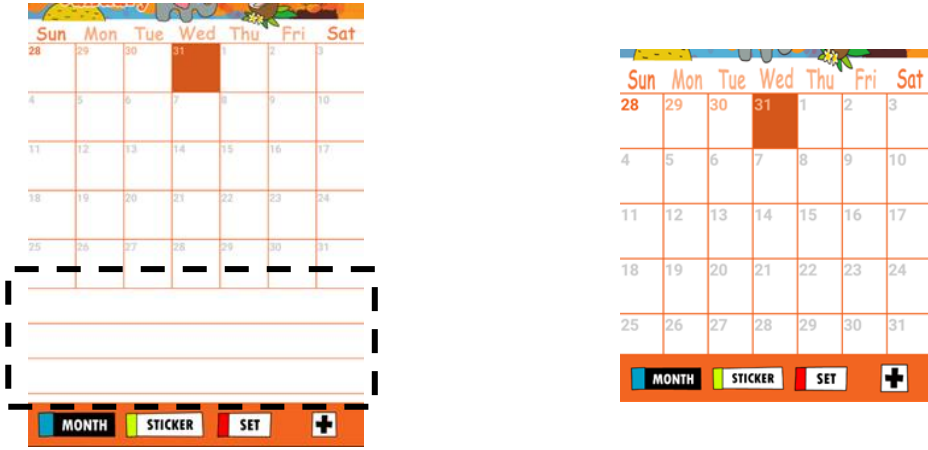 January
Sun Mon Tue Wed Thu Fri Sat
28 29 30 31 1 2 3
4 5 6 7 8 9 10
11 12 13 14 15 16 17
18 19 20 21 22 23 24
25 26 27 28 29 30 31
MONTH STICKER SET
Sun Mon Tue Wed Thu Fri Sat
28 29 30 31 1 2 3
4 5 6 7 8 9 10
11 12 13 14 15 16 17
18 19 20 21 22 23 24
25 26 27 28 29 30 31
MONTH STICKER SET